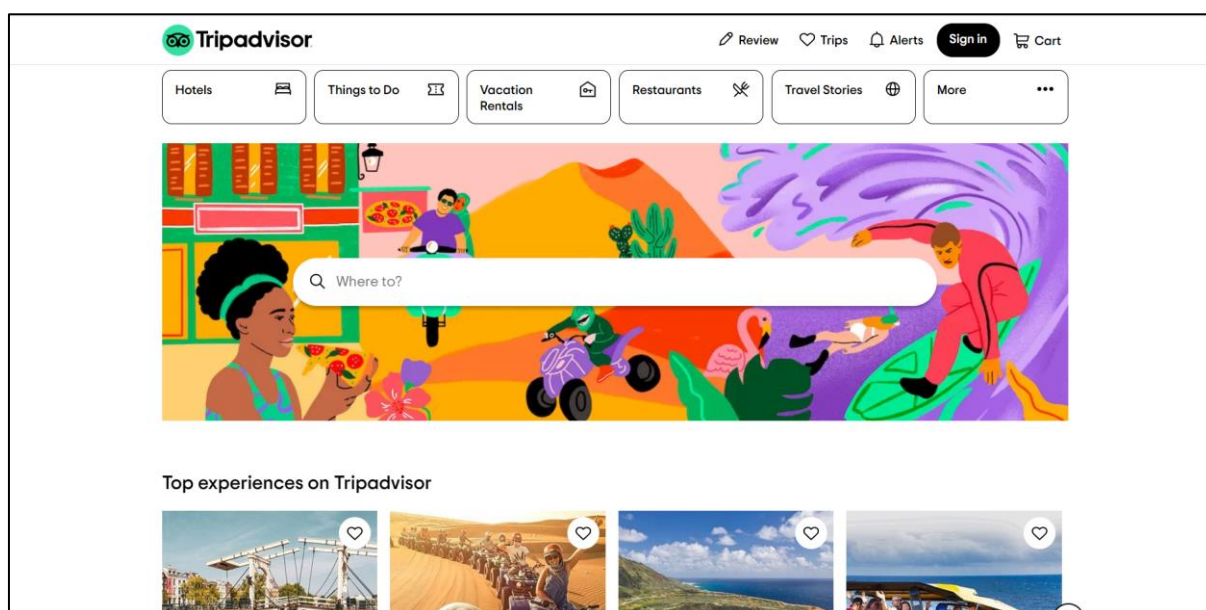 Tripadvisor
Review Trips Alerts Sign in Cart
Hotels
Things to Do
Vacation
Rentals
Restaurants
Travel Stories
More
Where to?
Top experiences on Tripadvisor